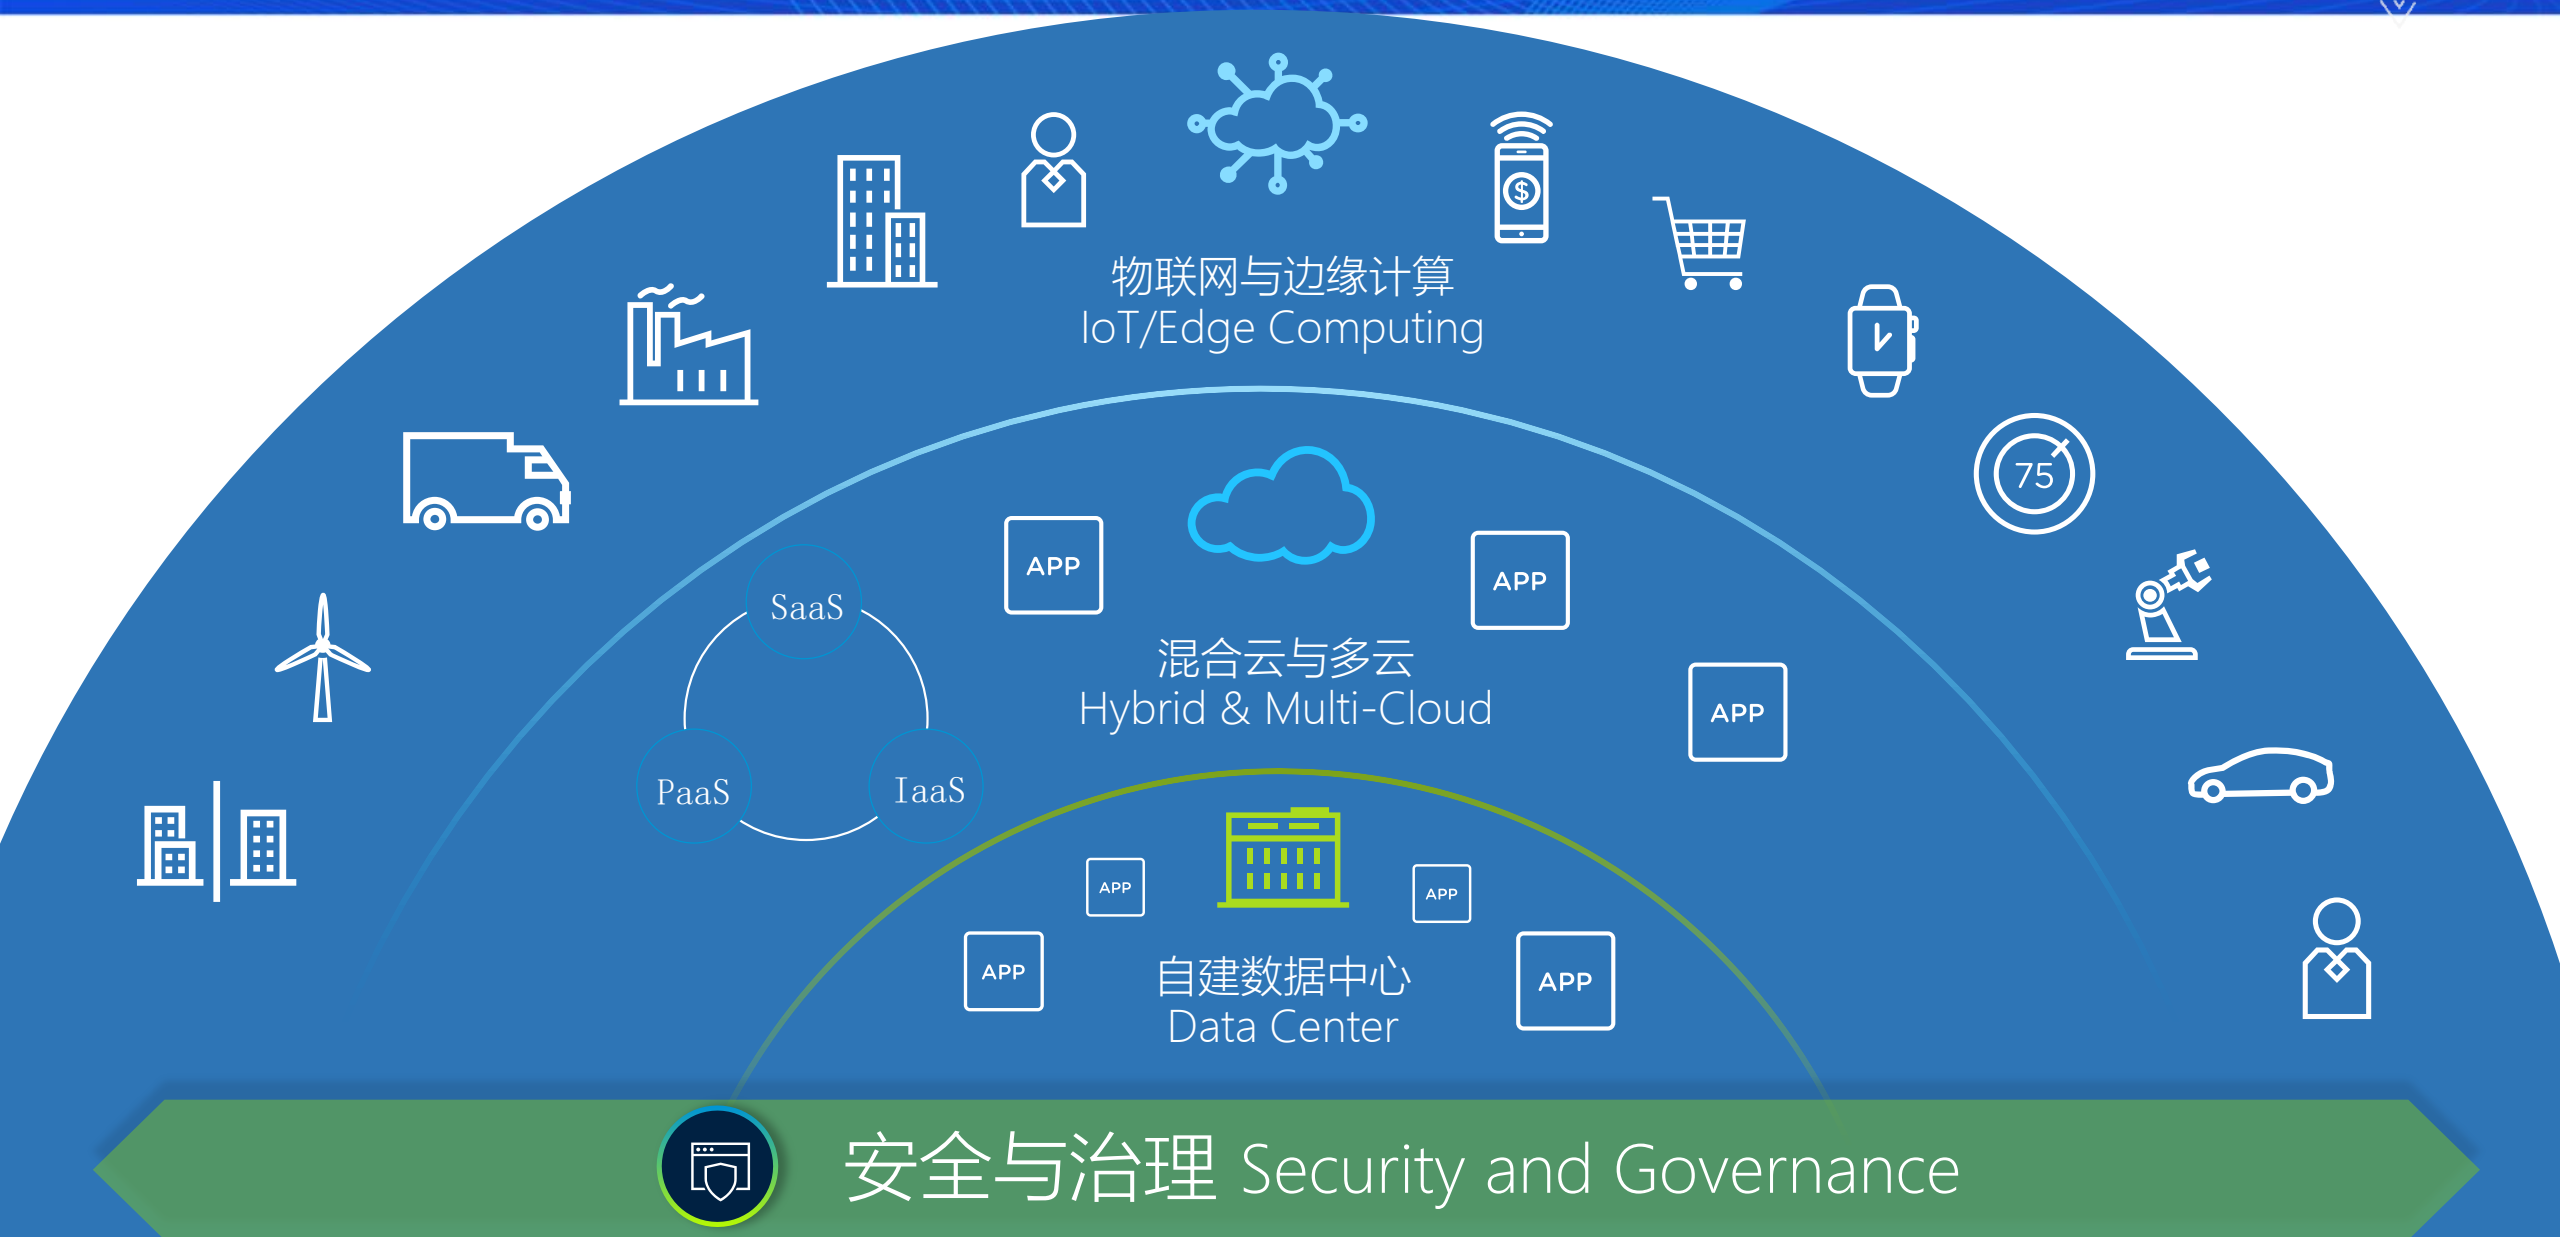 $
物联网与边缘计算
IoT/Edge Computing
75
APP
APP
SaaS
混合云与多云
Hybrid & Multi-Cloud
APP
PaaS
IaaS
APP
APP
自建数据中心
APP
APP
Data Center
安全与治理 Security and Governance